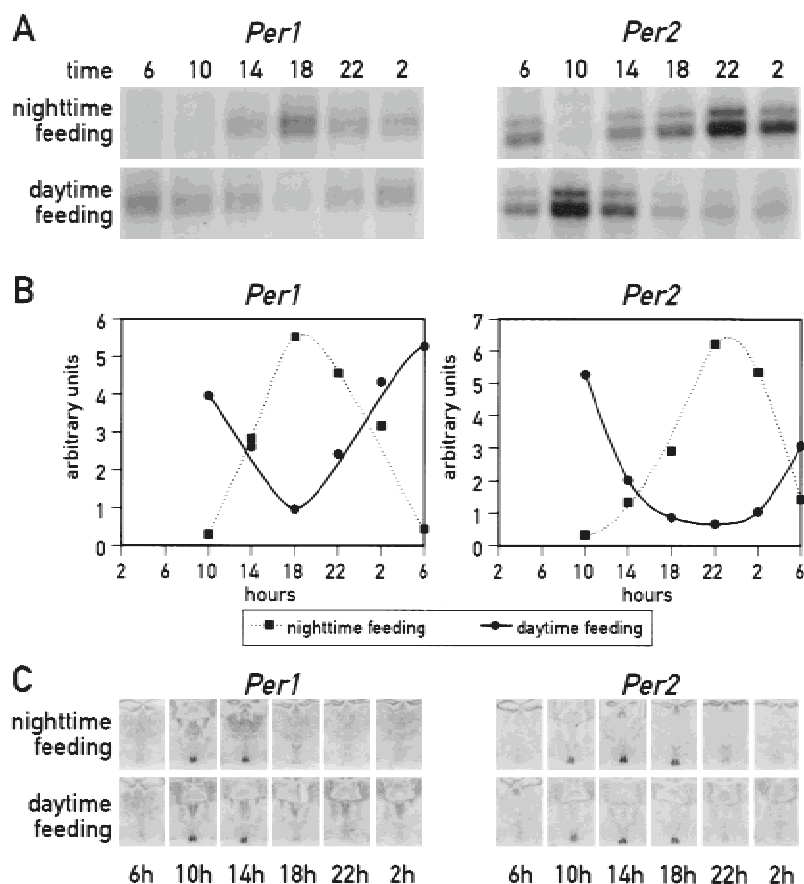 A
Per1
Per2
time 6 10 14 18 22 2
6 10 14 18 22 2
nighttime
feeding
daytime
feeding
B
Per1
Per2
arbitrary units
6
5
4
3
2
1
0
2 6 10 14 18 22 2 6
hours
arbitrary units
7
6
5
4
3
2
1
0
2 6 10 14 18 22 2 6
hours
nighttime feeding daytime feeding
C
Per1
Per2
nighttime
feeding
daytime
feeding
6h 10h 14h 18h 22h 2h
6h 10h 14h 18h 22h 2h